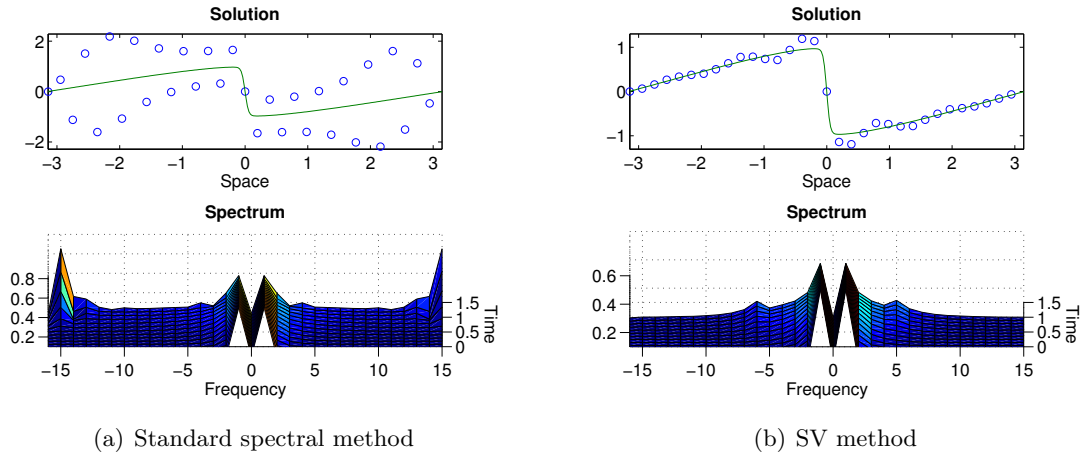 Solution
2
0
−2
−3 −2 −1 0 1 2 3
Space
Spectrum
0.8
0.6
0.4
0.2
1.5
1
0.5
0
Time
−15 −10 −5 0 5 10 15
Frequency
(a) Standard spectral method
Solution
1
0
−1
−3 −2 −1 0 1 2 3
Space
Spectrum
0.6
0.4
0.2
1.5
1
0.5
0
Time
−15 −10 −5 0 5 10 15
Frequency
(b) SV method